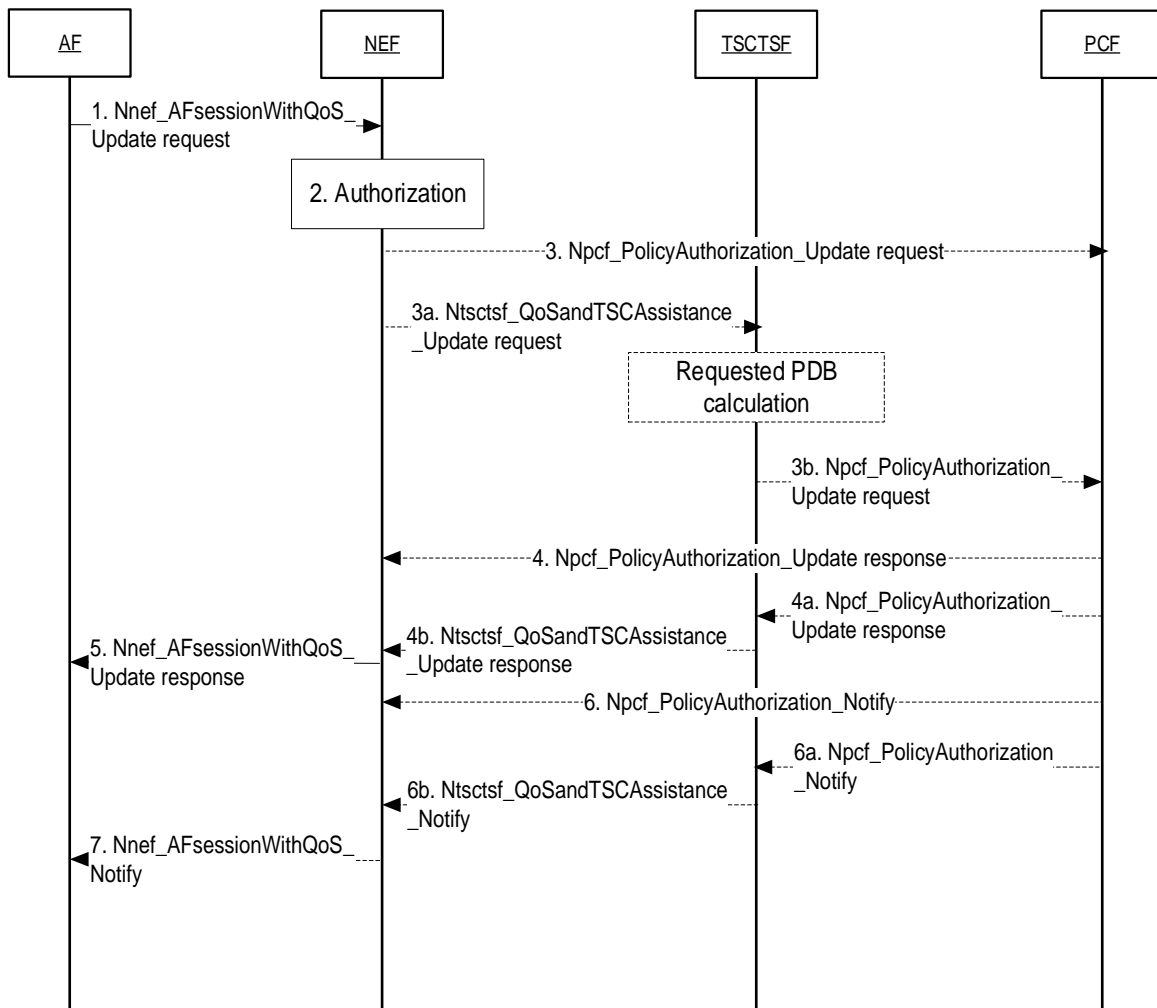 AF
NEF
TSCTSF
PCF
1. Nnef_AFsessionWithQoS_
Update request
2. Authorization
3. Npcf_PolicyAuthorization_Update request
3a. Ntsctsf_QoSandTSCAssistance
_Update request
Requested PDB
calculation
3b. Npcf_PolicyAuthorization_
Update request
4. Npcf_PolicyAuthorization_Update response
4a. Npcf_PolicyAuthorization_
Update response
4b. Ntsctsf_QoSandTSCAssistance
_Update response
5. Nnef_AFsessionWithQoS_
Update response
6. Npcf_PolicyAuthorization_Notify
6a. Npcf_PolicyAuthorization
_Notify
6b. Ntsctsf_QoSandTSCAssistance
_Notify
7. Nnef_AFsessionWithQoS_
Notify